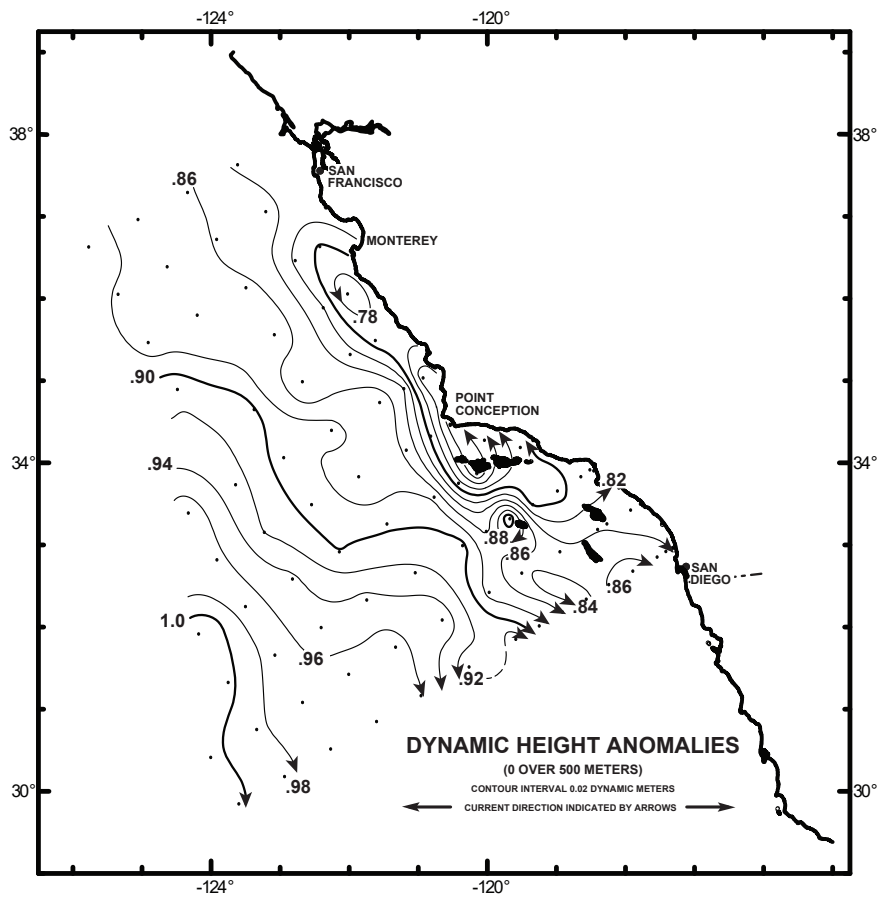 -124° -120°
38°
SAN
FRANCISCO
.86
MONTEREY
.78
.90
POINT
CONCEPTION
34° 34°
.94
.82
.88
.86
SAN
DIEGO
.86
.84
1.0
.96
.92
DYNAMIC HEIGHT ANOMALIES
(0 OVER 500 METERS)
.98
CONTOUR INTERVAL 0.02 DYNAMIC METERS
30° 30°
CURRENT DIRECTION INDICATED BY ARROWS
-124° -120°
38°